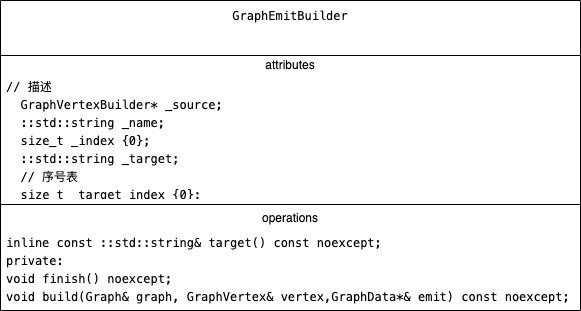 GraphEmitBuilder
attributes
// 描述
GraphVertexBuilder* _source;
::std::string _name;
size_t _index {0};
::std::string _target;
// 序号表
size_t _target_index {0};
operations
inline const ::std::string& target() const noexcept;
private:
void finish() noexcept;
void build(Graph& graph, GraphVertex& vertex,GraphData*& emit) const noexcept;